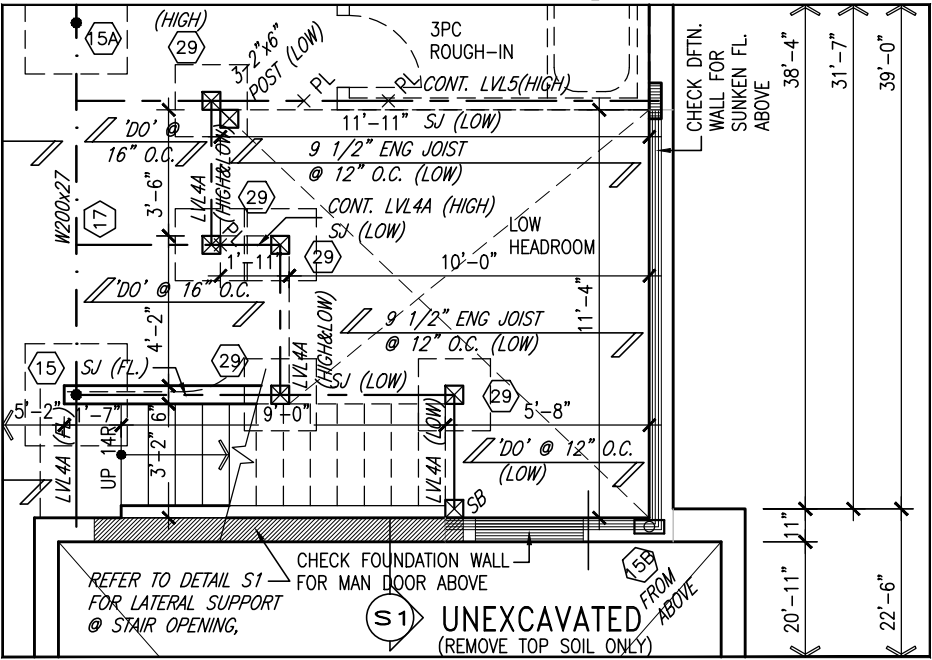 (HIGH)
15A
29
3-2"x6"
POST (LOW)
3PC
ROUGH-IN
PL
PL
CONT. LVL5(HIGH)
CHECK DFTN.
WALL FOR
SUNKEN FL.
ABOVE
38'-4"
31'-7"
39'-0"
'DO' @
16" O.C.
11'-11" SJ (LOW)
9 1/2" ENG JOIST
@ 12" O.C. (LOW)
W200x27
17
3'-6"
LVL4A
(HIGH&LOW)
PL
29
CONT. LVL4A (HIGH)
SJ (LOW)
29
LOW
HEADROOM
1'-11"
10'-0"
'DO' @ 16" O.C.
4'-2"
LVL4A
(HIGH&LOW)
9 1/2" ENG JOIST
@ 12" O.C. (LOW)
11'-4"
15
SJ (FL.)
29
SJ (LOW)
29
5'-2"
1'-7"
6"
9'-0"
5'-8"
LVL4A (FL.)
UP 14R
3'-2"
LVL4A (LOW)
'DO' @ 12" O.C.
(LOW)
SB
11"
REFER TO DETAIL S1
FOR LATERAL SUPPORT
@ STAIR OPENING,
CHECK FOUNDATION WALL
FOR MAN DOOR ABOVE
15B
FROM
ABOVE
S1
UNEXCAVATED
(REMOVE TOP SOIL ONLY)
20'-11"
22'-6"